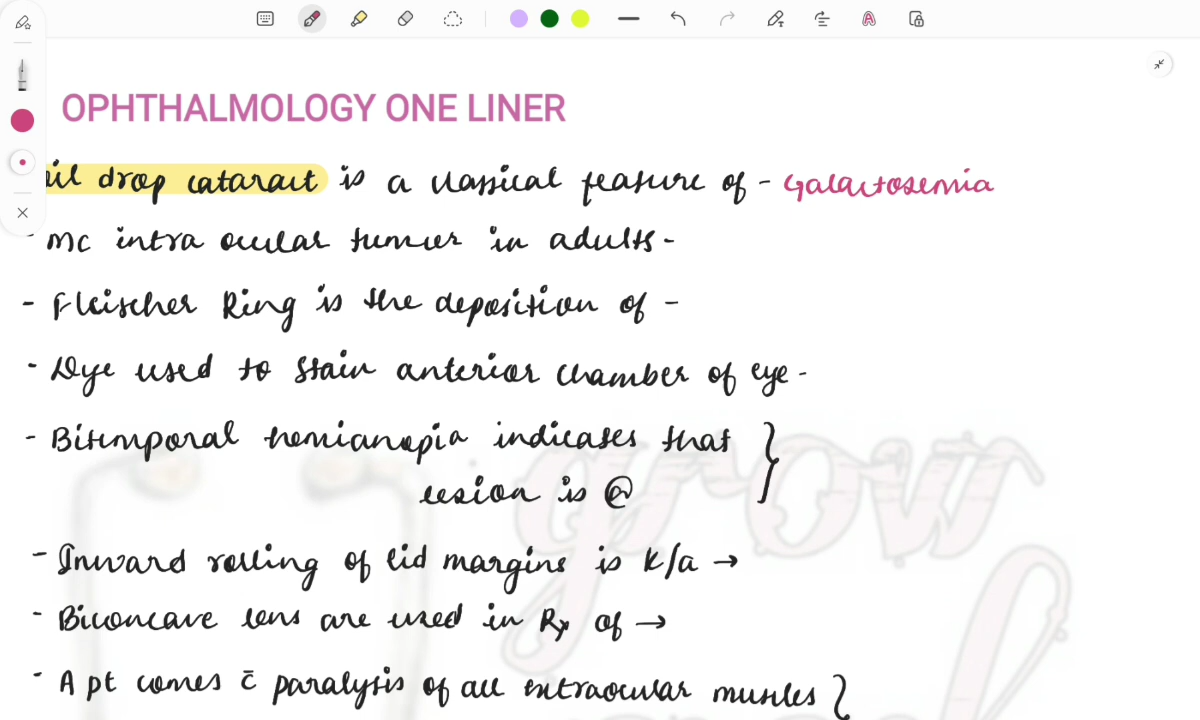 OPHTHALMOLOGY ONE LINER
oil drop cataract is a classical feature of - Galactosemia
- MC intra ocular tumor in adults -
- Fleischer Ring is the deposition of -
- Dye used to stain anterior chamber of eye -
- Bitemporal hemianopia indicates that
lesion is @
- Inward rolling of lid margins is K/a →
- Biconcave lens are used in Rx of →
- A pt comes c̄ paralysis of all extraocular muscles
grow